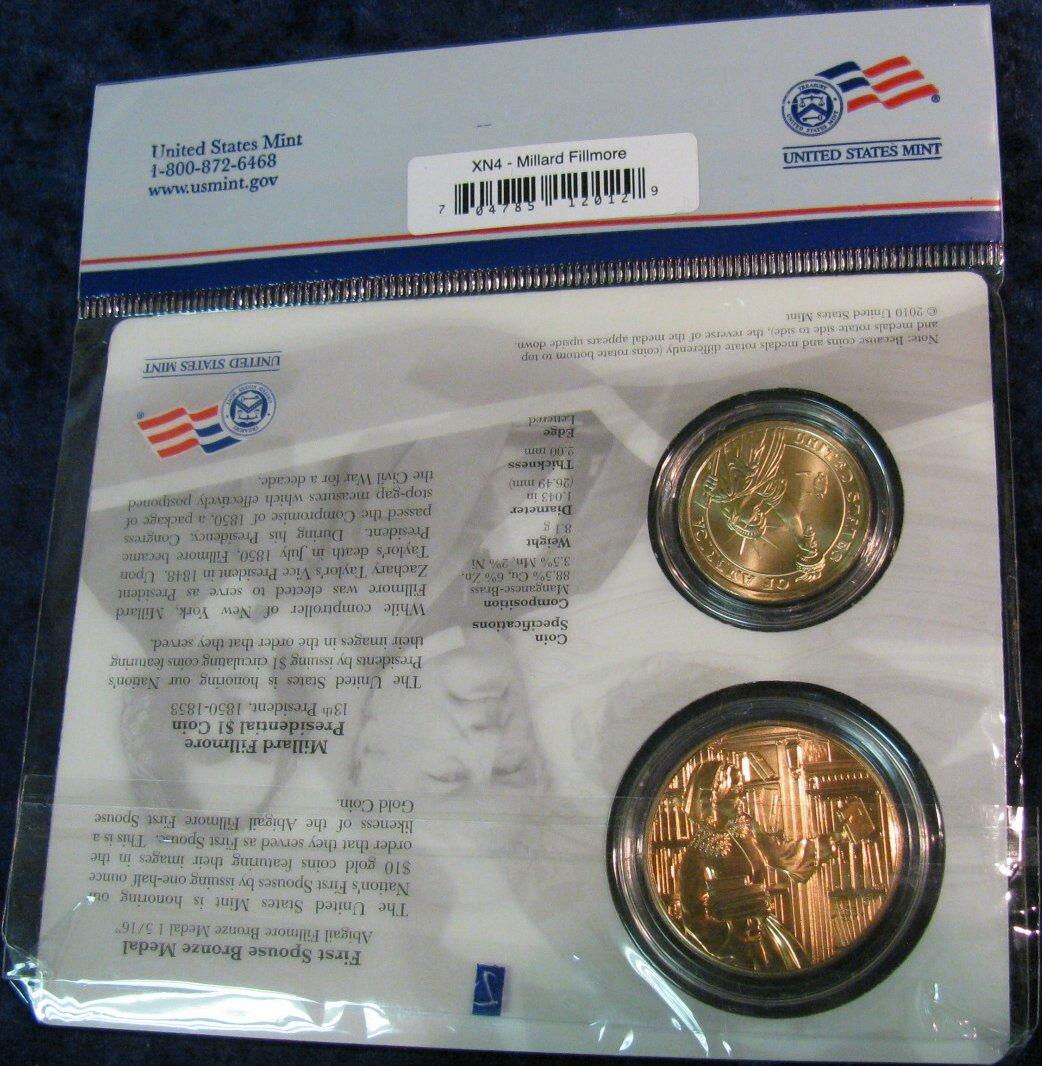 United States Mint
1-800-872-6468
www.usmint.gov
XN4 - Millard Fillmore
7 04785 12012 9
TREASURY
UNITED STATES MINT
First Spouse Bronze Medal
Abigail Fillmore Bronze Medal 1 5/16"
The United States Mint is honoring our
Nation's First Spouses by issuing one-half ounce
$10 gold coins featuring their images in the
order that they served as First Spouse. This is a
likeness of the Abigail Fillmore First Spouse
Gold Coin.
Millard Fillmore
Presidential $1 Coin
13th President, 1850-1853
The United States is honoring our Nation's
Presidents by issuing $1 circulating coins featuring
their images in the order that they served.
While comptroller of New York, Millard
Fillmore was elected to serve as President
Zachary Taylor's Vice President in 1848. Upon
Taylor's death in July 1850, Fillmore became
President. During his Presidency, Congress
passed the Compromise of 1850, a package of
stop-gap measures which effectively postponed
the Civil War for a decade.
TREASURY
UNITED STATES MINT
Coin
Specifications
Composition
Manganese-Brass
88.5% Cu, 6% Zn,
3.5% Mn, 2% Ni
Weight
8.1 g
Diameter
1.043 in
(26.49 mm)
Thickness
2.00 mm
Edge
Lettered
UNITED STATES OF AMERICA
$1
Note: Because coins and medals rotate differently (coins rotate bottom to top
and medals rotate side to side), the reverse of the medal appears upside down.
© 2010 United States Mint